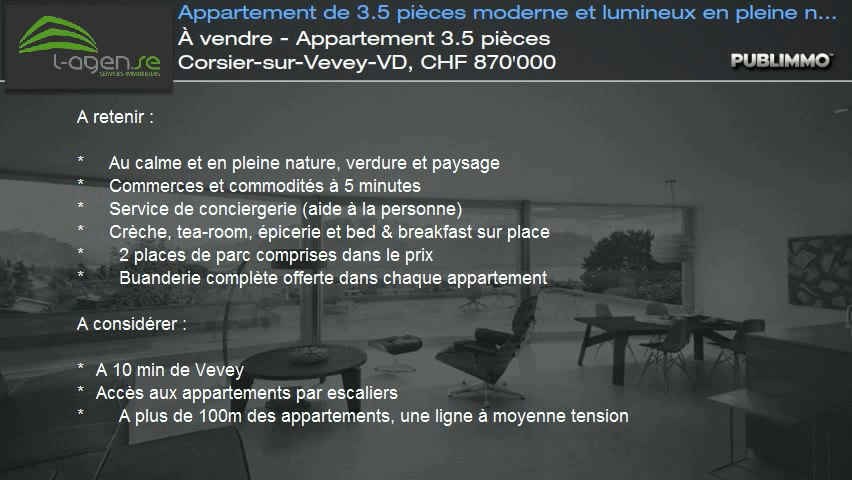 Appartement de 3.5 pièces moderne et lumineux en pleine n...
À vendre - Appartement 3.5 pièces
Corsier-sur-Vevey-VD, CHF 870'000
l-agen.se
SERVICES IMMOBILIERS
PUBLIMMO™
A retenir :
* Au calme et en pleine nature, verdure et paysage
* Commerces et commodités à 5 minutes
* Service de conciergerie (aide à la personne)
* Crèche, tea-room, épicerie et bed & breakfast sur place
* 2 places de parc comprises dans le prix
* Buanderie complète offerte dans chaque appartement
A considérer :
* A 10 min de Vevey
* Accès aux appartements par escaliers
* A plus de 100m des appartements, une ligne à moyenne tension